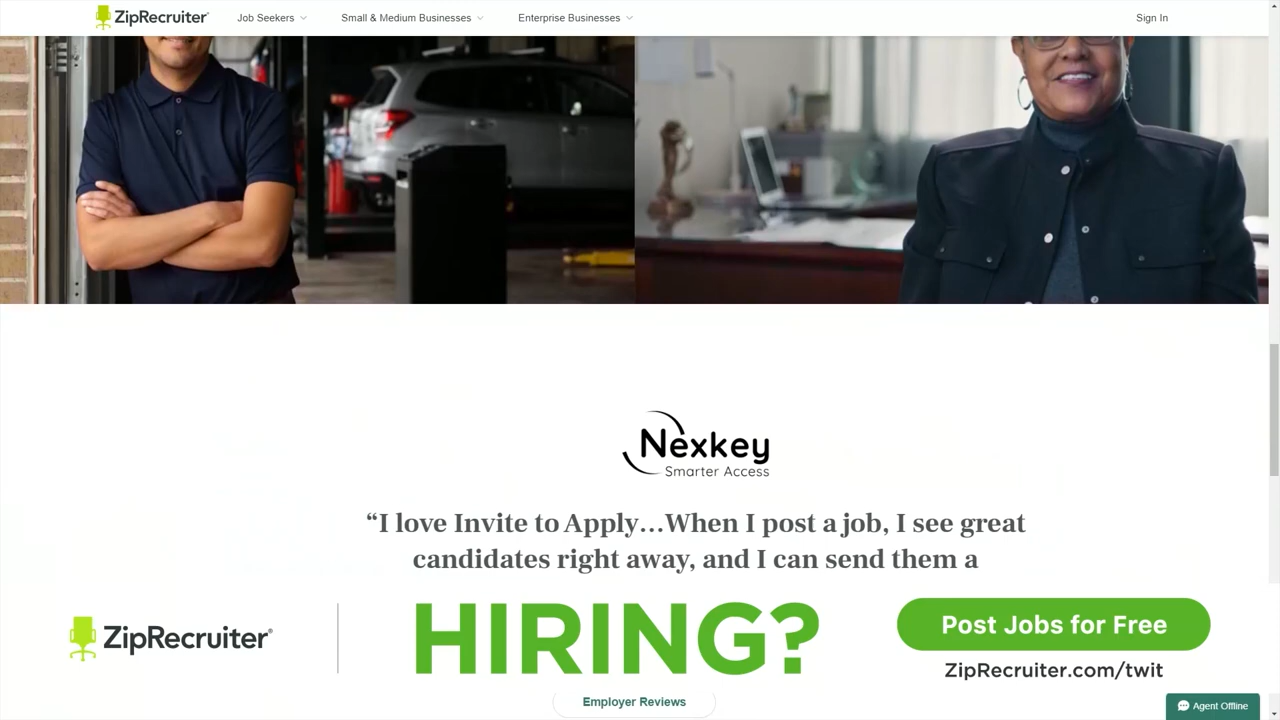 ZipRecruiter®
Job Seekers
Small & Medium Businesses
Enterprise Businesses
Sign In
Nexkey
Smarter Access
“I love Invite to Apply…When I post a job, I see great
candidates right away, and I can send them a
ZipRecruiter®
HIRING?
Post Jobs for Free
ZipRecruiter.com/twit
Employer Reviews
Agent Offline